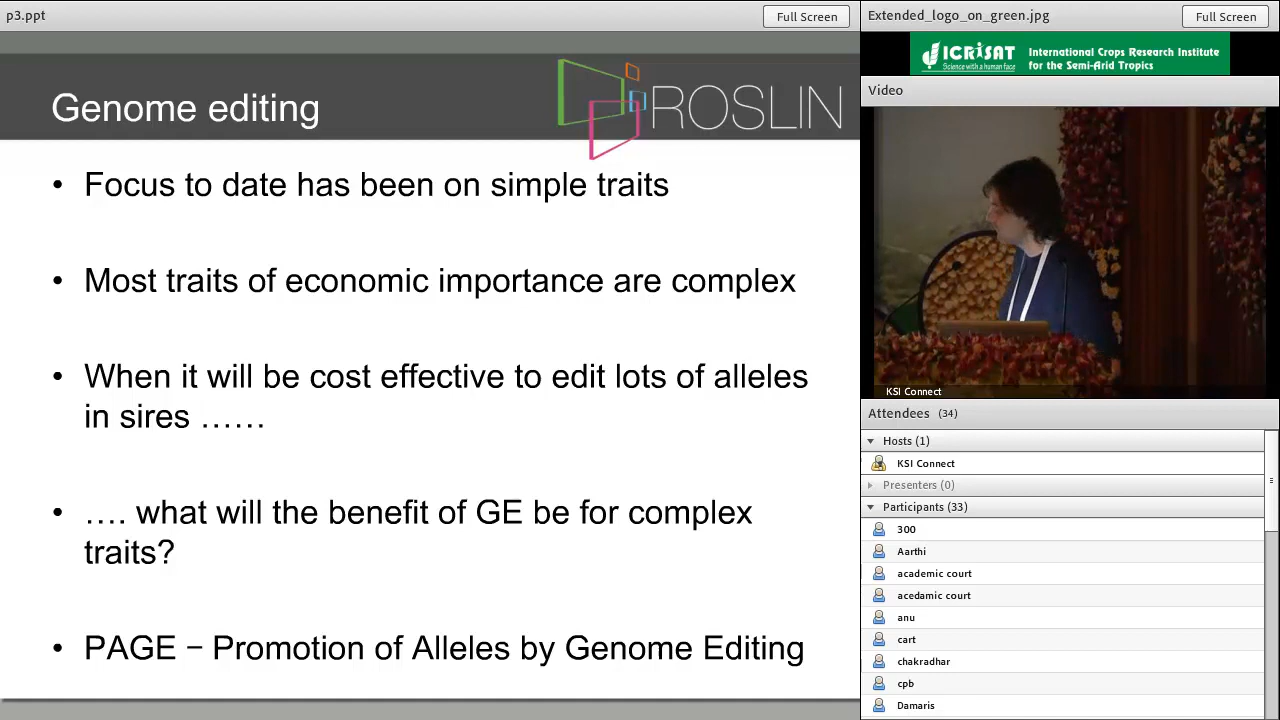 p3.ppt
Full Screen
Genome editing
ROSLIN
• Focus to date has been on simple traits
• Most traits of economic importance are complex
• When it will be cost effective to edit lots of alleles
in sires ……
• …. what will the benefit of GE be for complex
traits?
• PAGE – Promotion of Alleles by Genome Editing
Extended_logo_on_green.jpg
Full Screen
ICRISAT
Science with a human face
International Crops Research Institute
for the Semi-Arid Tropics
Video
KSI Connect
Attendees (34)
Hosts (1)
KSI Connect
Presenters (0)
Participants (33)
300
Aarthi
academic court
acedamic court
anu
cart
chakradhar
cpb
Damaris